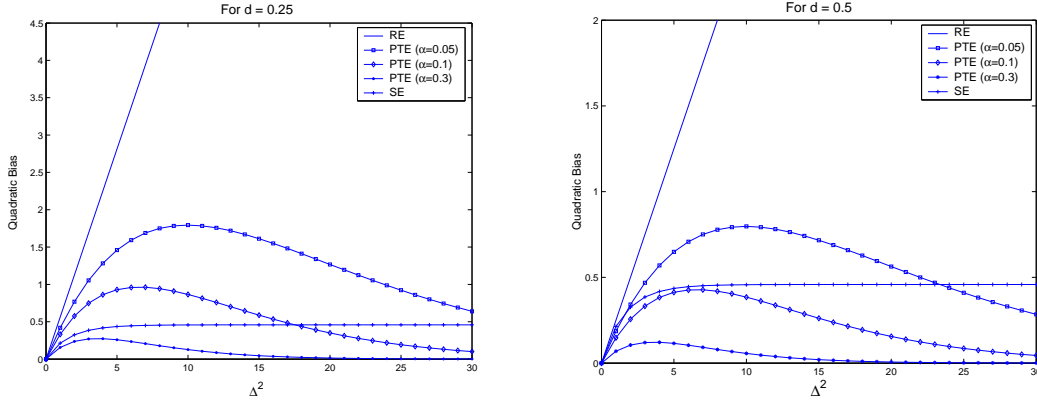 For d = 0.25
4.5
4
3.5
3
2.5
2
1.5
1
0.5
0
Quadratic Bias
RE
PTE (α=0.05)
PTE (α=0.1)
PTE (α=0.3)
SE
0 5 10 15 20 25 30
Δ²
For d = 0.5
2
1.5
1
0.5
0
Quadratic Bias
RE
PTE (α=0.05)
PTE (α=0.1)
PTE (α=0.3)
SE
0 5 10 15 20 25 30
Δ²